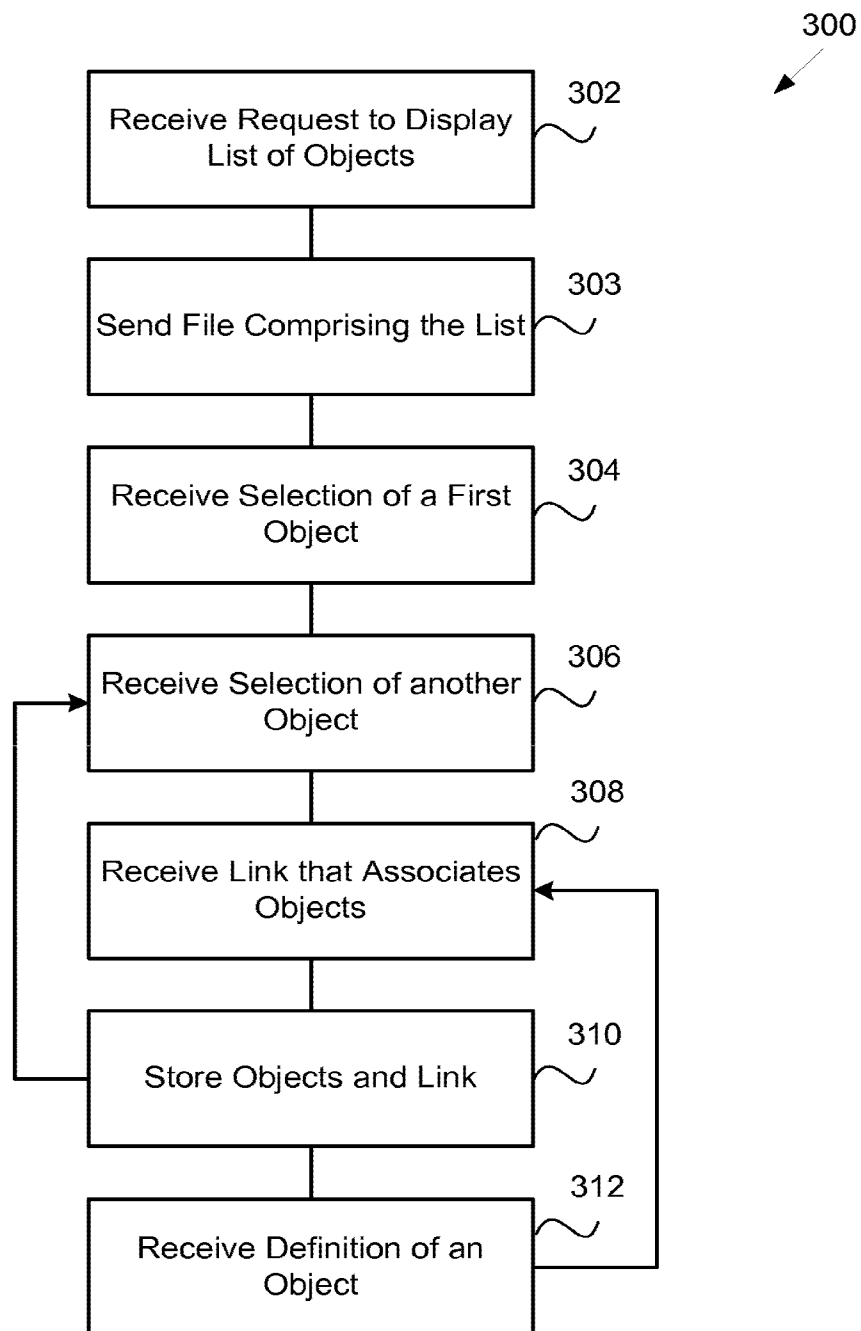 300
302
Receive Request to Display
List of Objects
303
Send File Comprising the List
304
Receive Selection of a First
Object
306
Receive Selection of another
Object
308
Receive Link that Associates
Objects
310
Store Objects and Link
312
Receive Definition of an
Object